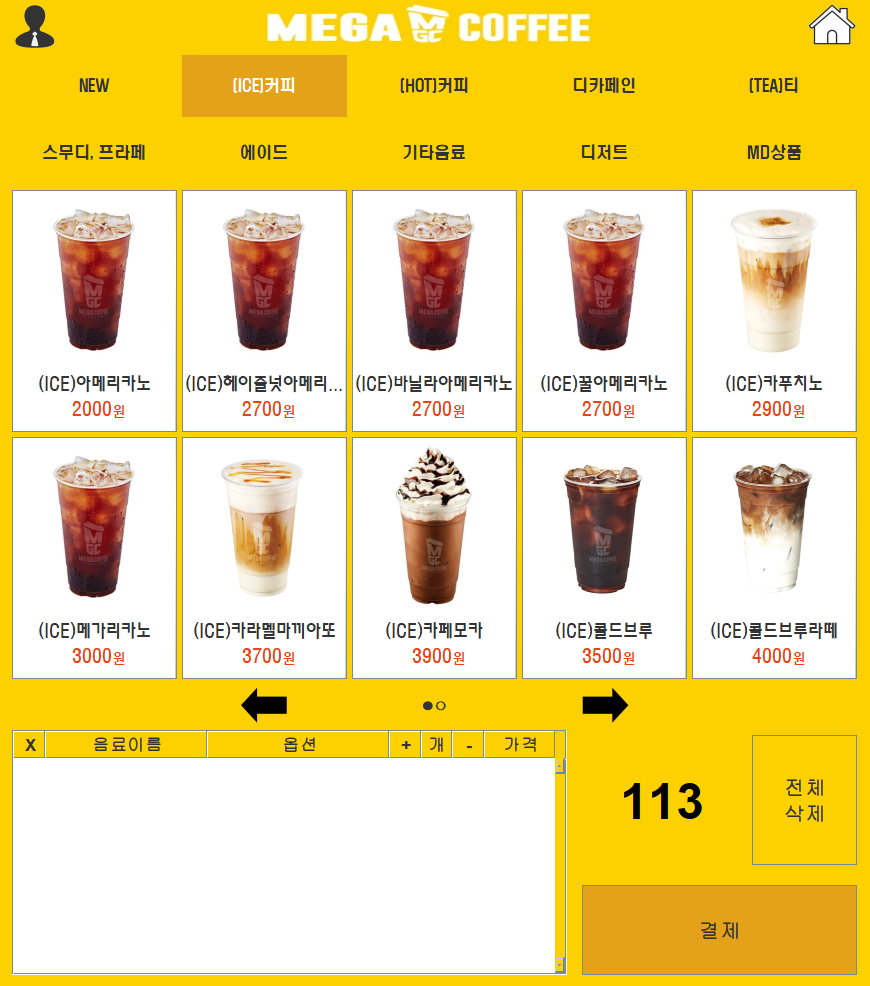 MEGA MGC COFFEE
NEW
(ICE)커피
(HOT)커피
디카페인
(TEA)티
스무디, 프라페
에이드
기타음료
디저트
MD상품
(ICE)아메리카노
2000원
(ICE)헤이즐넛아메리...
2700원
(ICE)바닐라아메리카노
2700원
(ICE)꿀아메리카노
2700원
(ICE)카푸치노
2900원
(ICE)메가리카노
3000원
(ICE)카라멜마끼아또
3700원
(ICE)카페모카
3900원
(ICE)콜드브루
3500원
(ICE)콜드브루라떼
4000원
X 음료이름 옵션 + 개 - 가격
113
전체
삭제
결제